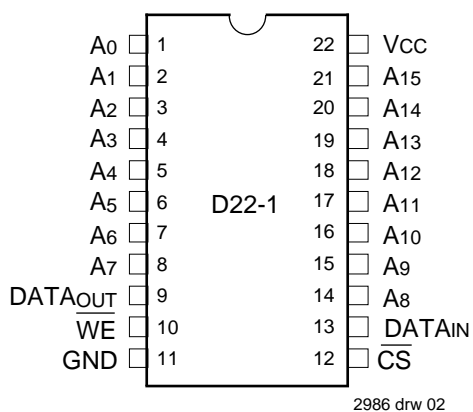 A0 1 22 VCC
A1 2 21 A15
A2 3 20 A14
A3 4 19 A13
A4 5 18 A12
A5 6 D22-1 17 A11
A6 7 16 A10
A7 8 15 A9
DATAOUT 9 14 A8
WE 10 13 DATAIN
GND 11 12 CS
2986 drw 02